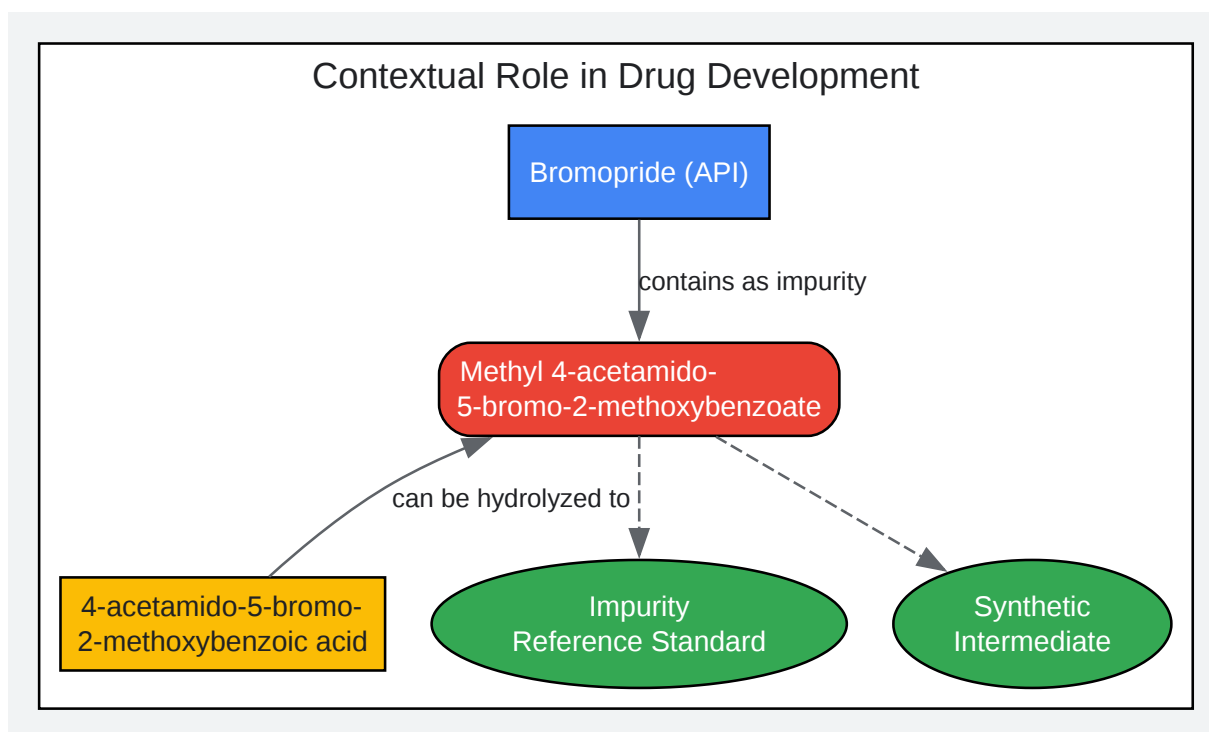 Contextual Role in Drug Development
Bromopride (API)
contains as impurity
Methyl 4-acetamido-
5-bromo-2-methoxybenzoate
can be hydrolyzed to
4-acetamido-5-bromo-
2-methoxybenzoic acid
Impurity
Reference Standard
Synthetic
Intermediate